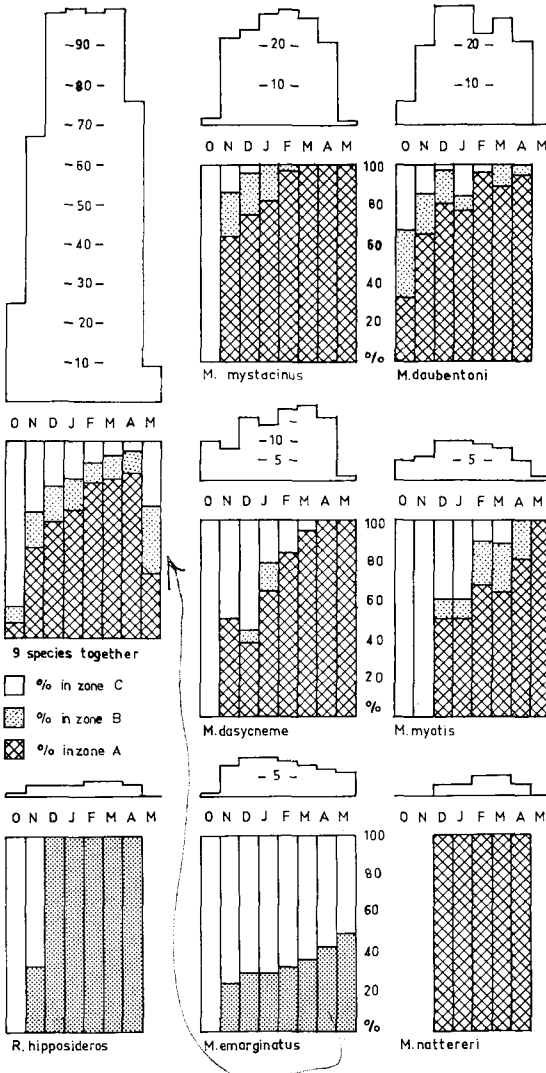 –90–
–80–
–70–
–60–
–50–
–40–
–30–
–20–
–10–
O N D J F M A M
9 species together
% in zone C
% in zone B
% in zone A
–20–
–10–
O N D J F M A M
M. mystacinus
100
80
60
40
20
%
–20–
–10–
O N D J F M A M
M. daubentoni
–10–
–5–
O N D J F M A M
M. dasycneme
100
80
60
40
20
%
–5–
O N D J F M A M
M. myotis
O N D J F M A M
R. hipposideros
–5–
O N D J F M A M
M. emarginatus
100
80
60
40
20
%
O N D J F M A M
M. nattereri